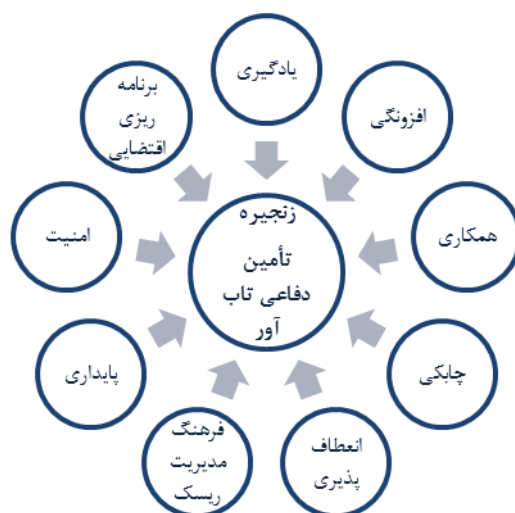 یادگیری
افزونگی
همکاری
چابکی
انعطاف
پذیری
فرهنگ
مدیریت
ریسک
پایداری
امنیت
برنامه
ریزی
اقتضایی
زنجیره
تأمین
دفاعی تاب
آور